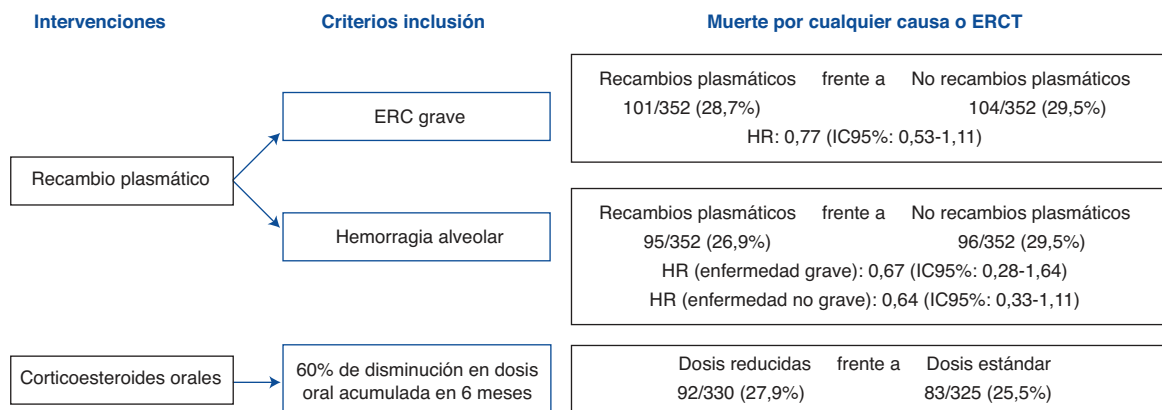 Intervenciones
Criterios inclusión
Muerte por cualquier causa o ERCT
Recambio plasmático
ERC grave
Recambios plasmáticos frente a No recambios plasmáticos
101/352 (28,7%) 104/352 (29,5%)
HR: 0,77 (IC95%: 0,53-1,11)
Hemorragia alveolar
Recambios plasmáticos frente a No recambios plasmáticos
95/352 (26,9%) 96/352 (29,5%)
HR (enfermedad grave): 0,67 (IC95%: 0,28-1,64)
HR (enfermedad no grave): 0,64 (IC95%: 0,33-1,11)
Corticoesteroides orales
60% de disminución en dosis
oral acumulada en 6 meses
Dosis reducidas frente a Dosis estándar
92/330 (27,9%) 83/325 (25,5%)